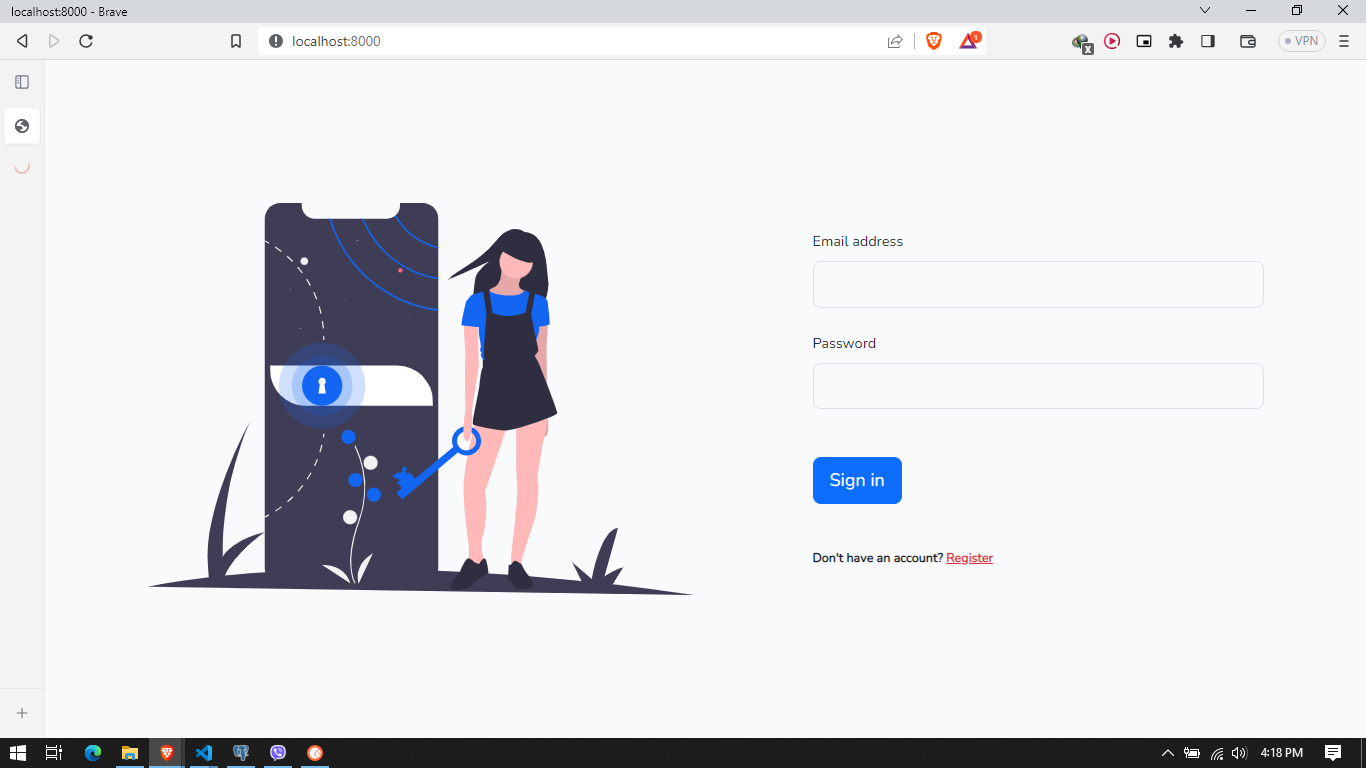 localhost:8000 - Brave
localhost:8000
1
X
VPN
Email address
Password
Sign in
Don't have an account? Register
4:18 PM